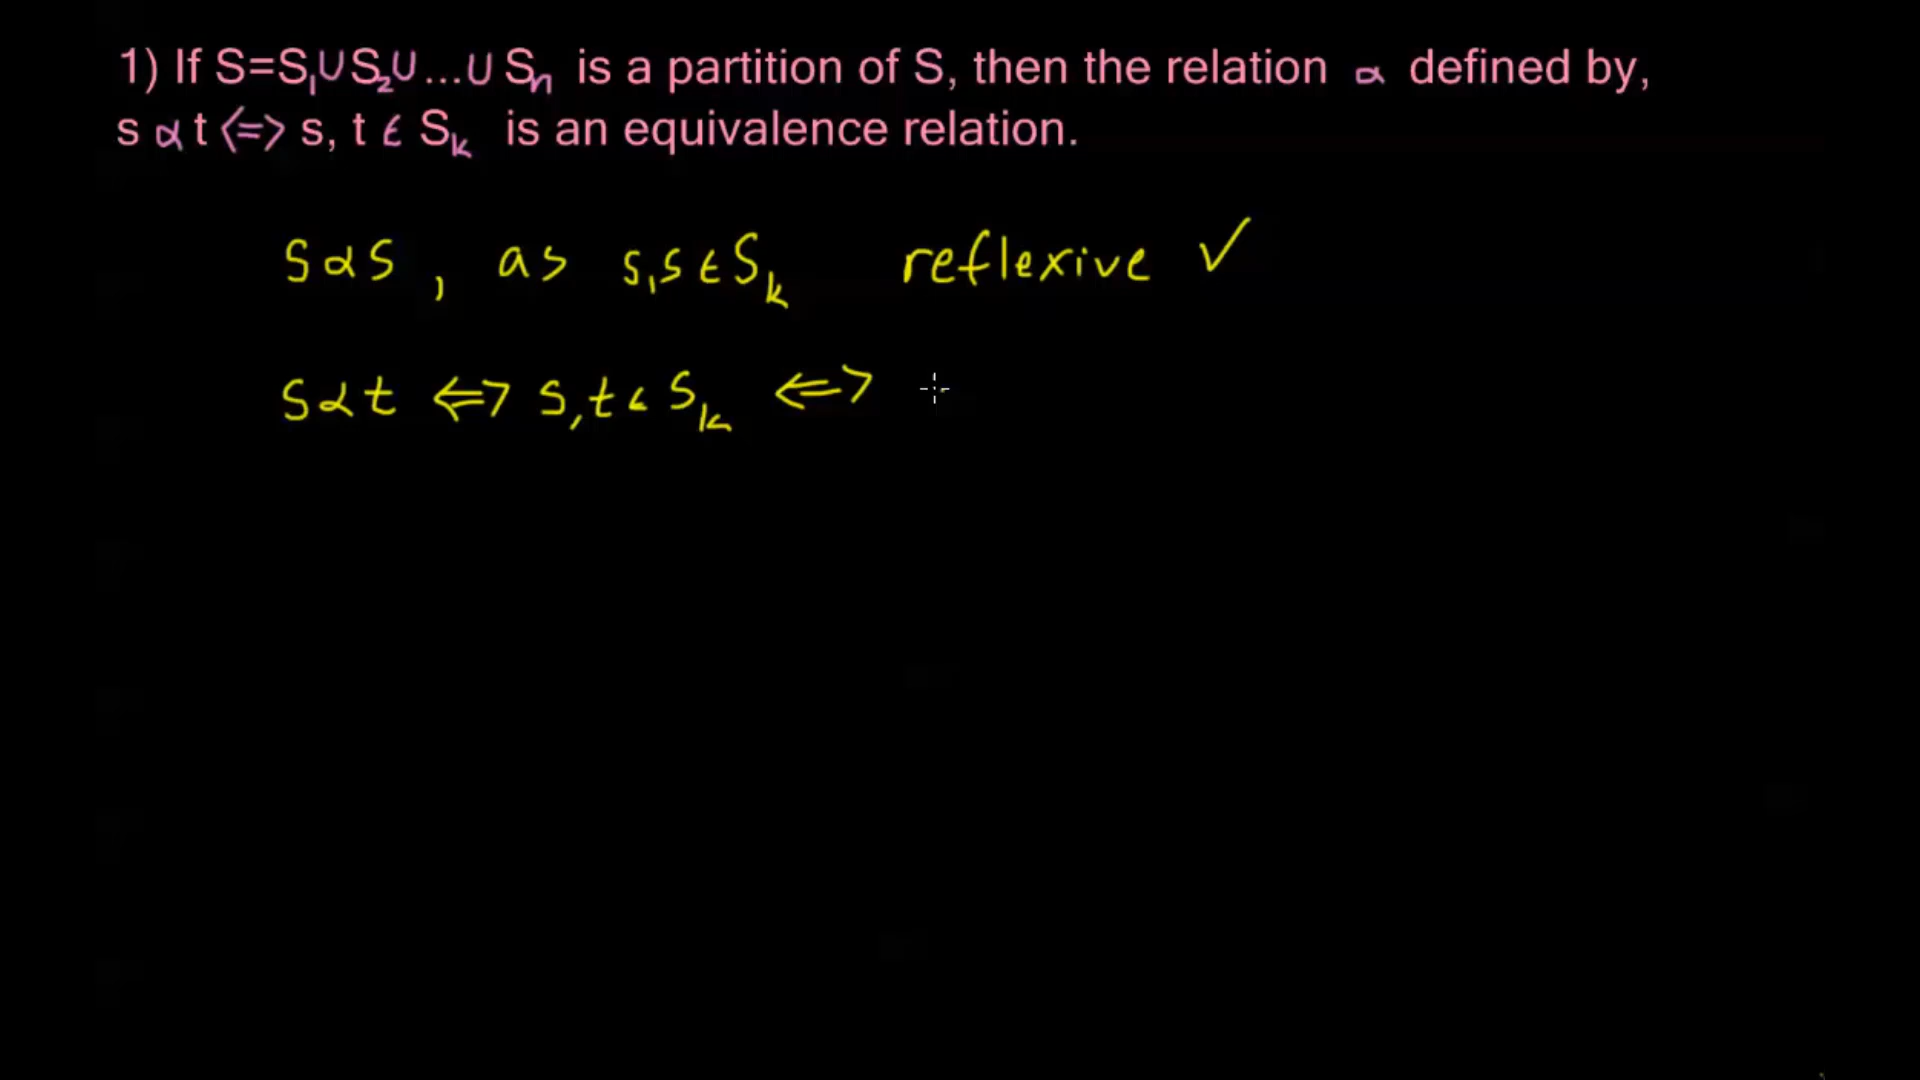 1) If S=S₁∪S₂∪...∪ Sₙ is a partition of S, then the relation α defined by,
s α t <=> s, t ∈ Sₖ is an equivalence relation.
s α s , as s,s ∈ Sₖ reflexive ✓
s α t <=> s,t ∈ Sₖ <=>